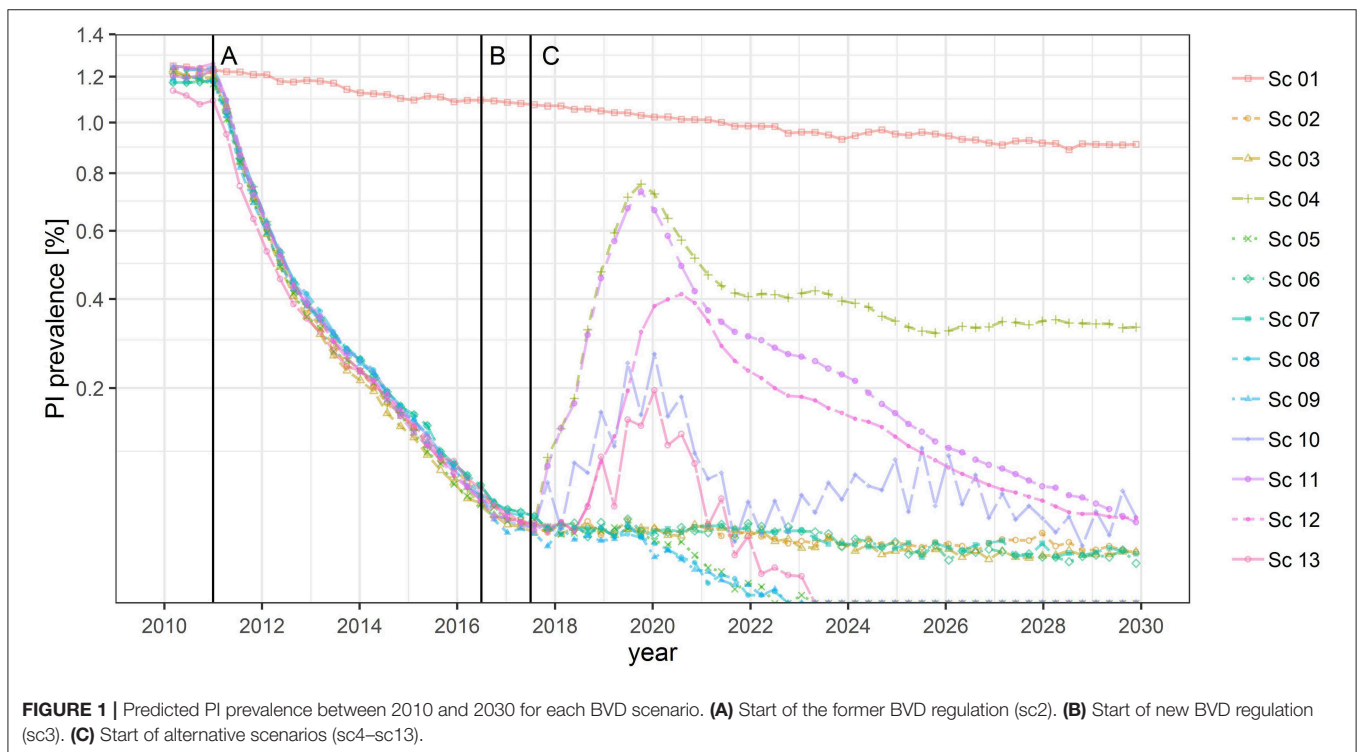 1.4
1.2
1.0
0.8
0.6
0.4
0.2
PI prevalence [%]
A
B
C
2010
2012
2014
2016
2018
2020
2022
2024
2026
2028
2030
year
Sc 01
Sc 02
Sc 03
Sc 04
Sc 05
Sc 06
Sc 07
Sc 08
Sc 09
Sc 10
Sc 11
Sc 12
Sc 13
FIGURE 1 | Predicted PI prevalence between 2010 and 2030 for each BVD scenario. (A) Start of the former BVD regulation (sc2). (B) Start of new BVD regulation
(sc3). (C) Start of alternative scenarios (sc4–sc13).